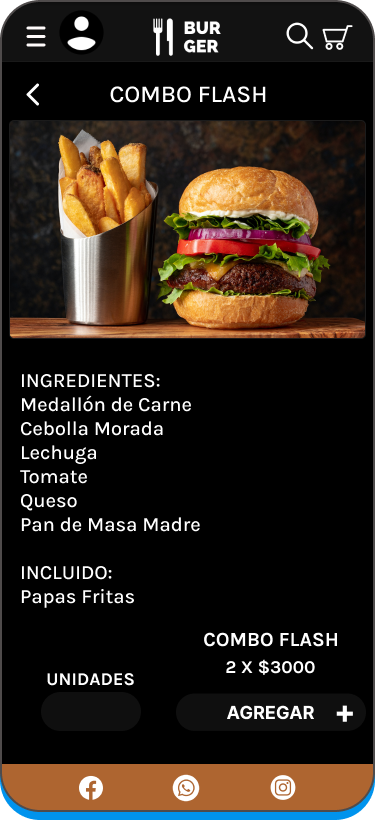 BUR
GER
COMBO FLASH
INGREDIENTES:
Medallón de Carne
Cebolla Morada
Lechuga
Tomate
Queso
Pan de Masa Madre
INCLUIDO:
Papas Fritas
COMBO FLASH
2 X $3000
UNIDADES
AGREGAR +